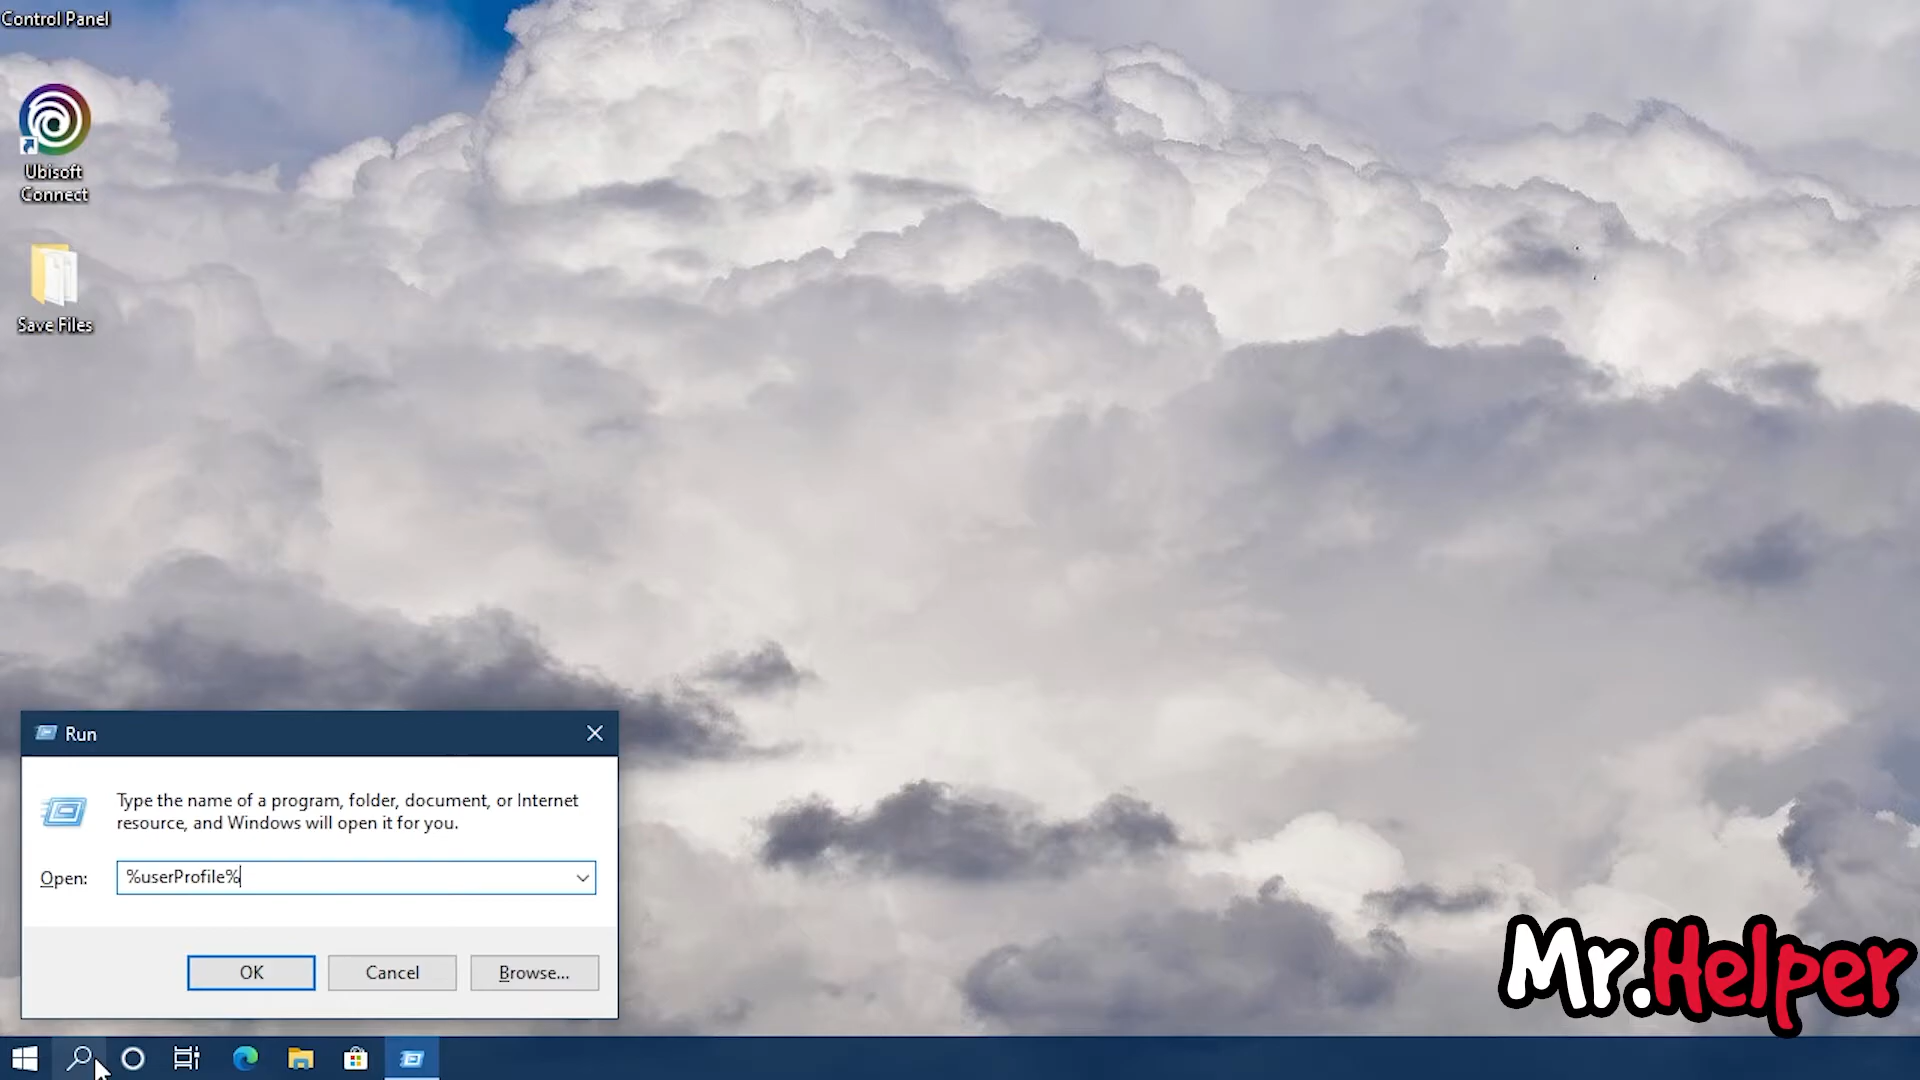 Control Panel
Ubisoft
Connect
Save Files
Run
Type the name of a program, folder, document, or Internet
resource, and Windows will open it for you.
Open:
%userProfile%
OK
Cancel
Browse...
Mr.Helper